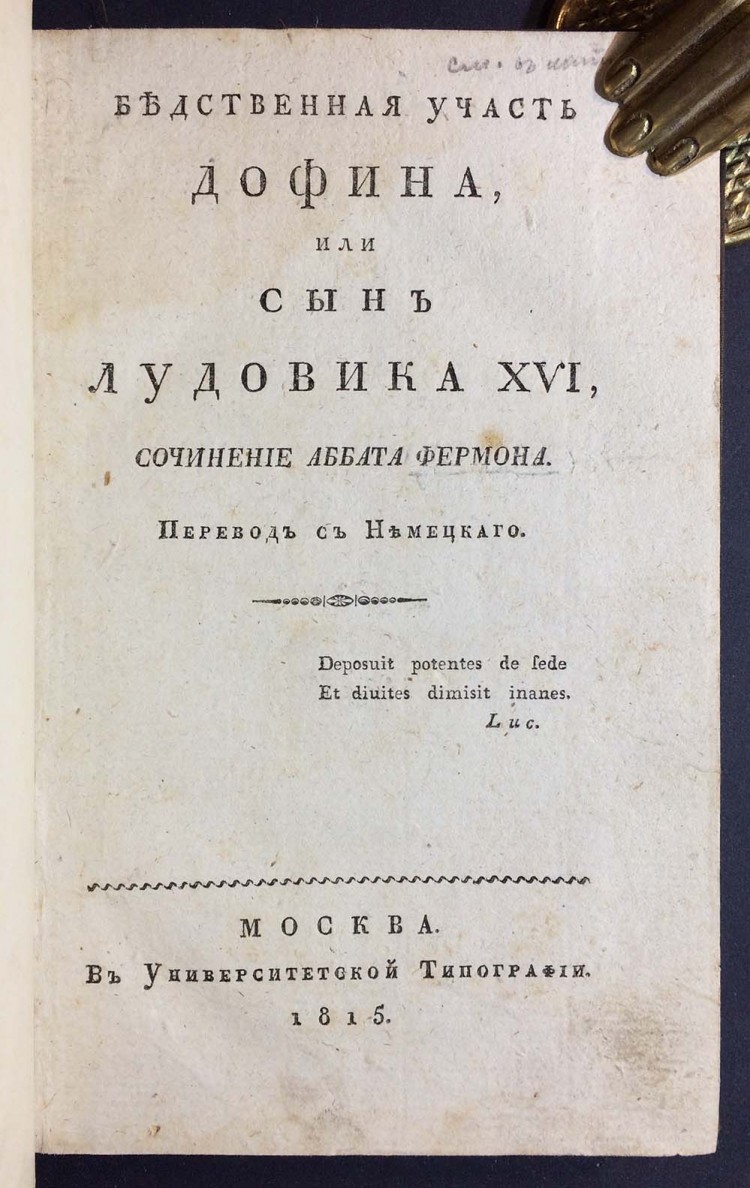 БѢДСТВЕННАЯ УЧАСТЬ
ДОФИНА,
ИЛИ
СЫНЪ
ЛУДОВИКА XVI,
СОЧИНЕНІЕ АББАТА ФЕРМОНА.
Переводъ съ Нѣмецкаго.
Deposuit potentes de ſede
Et diuites dimisit inanes.
Luc.
МОСКВА.
Въ Университетской Типографіи.
1815.